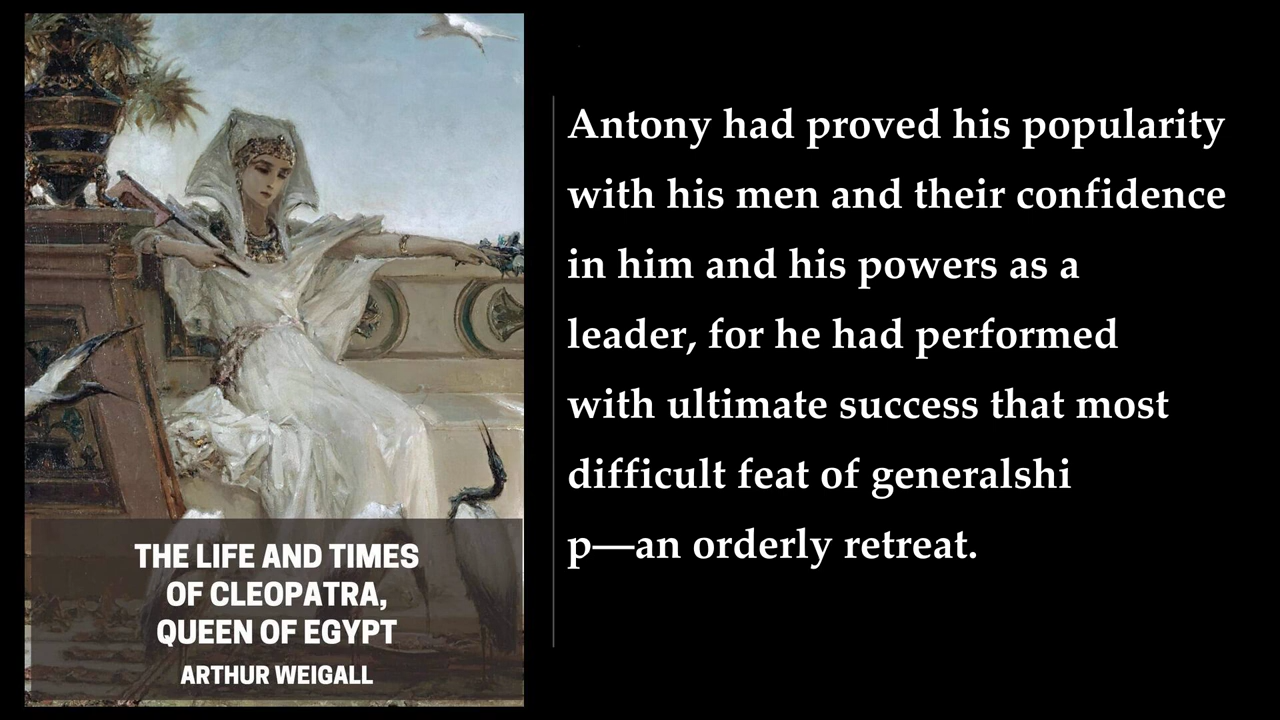 Antony had proved his popularity
with his men and their confidence
in him and his powers as a
leader, for he had performed
with ultimate success that most
difficult feat of generalshi
p—an orderly retreat.
THE LIFE AND TIMES
OF CLEOPATRA,
QUEEN OF EGYPT
ARTHUR WEIGALL